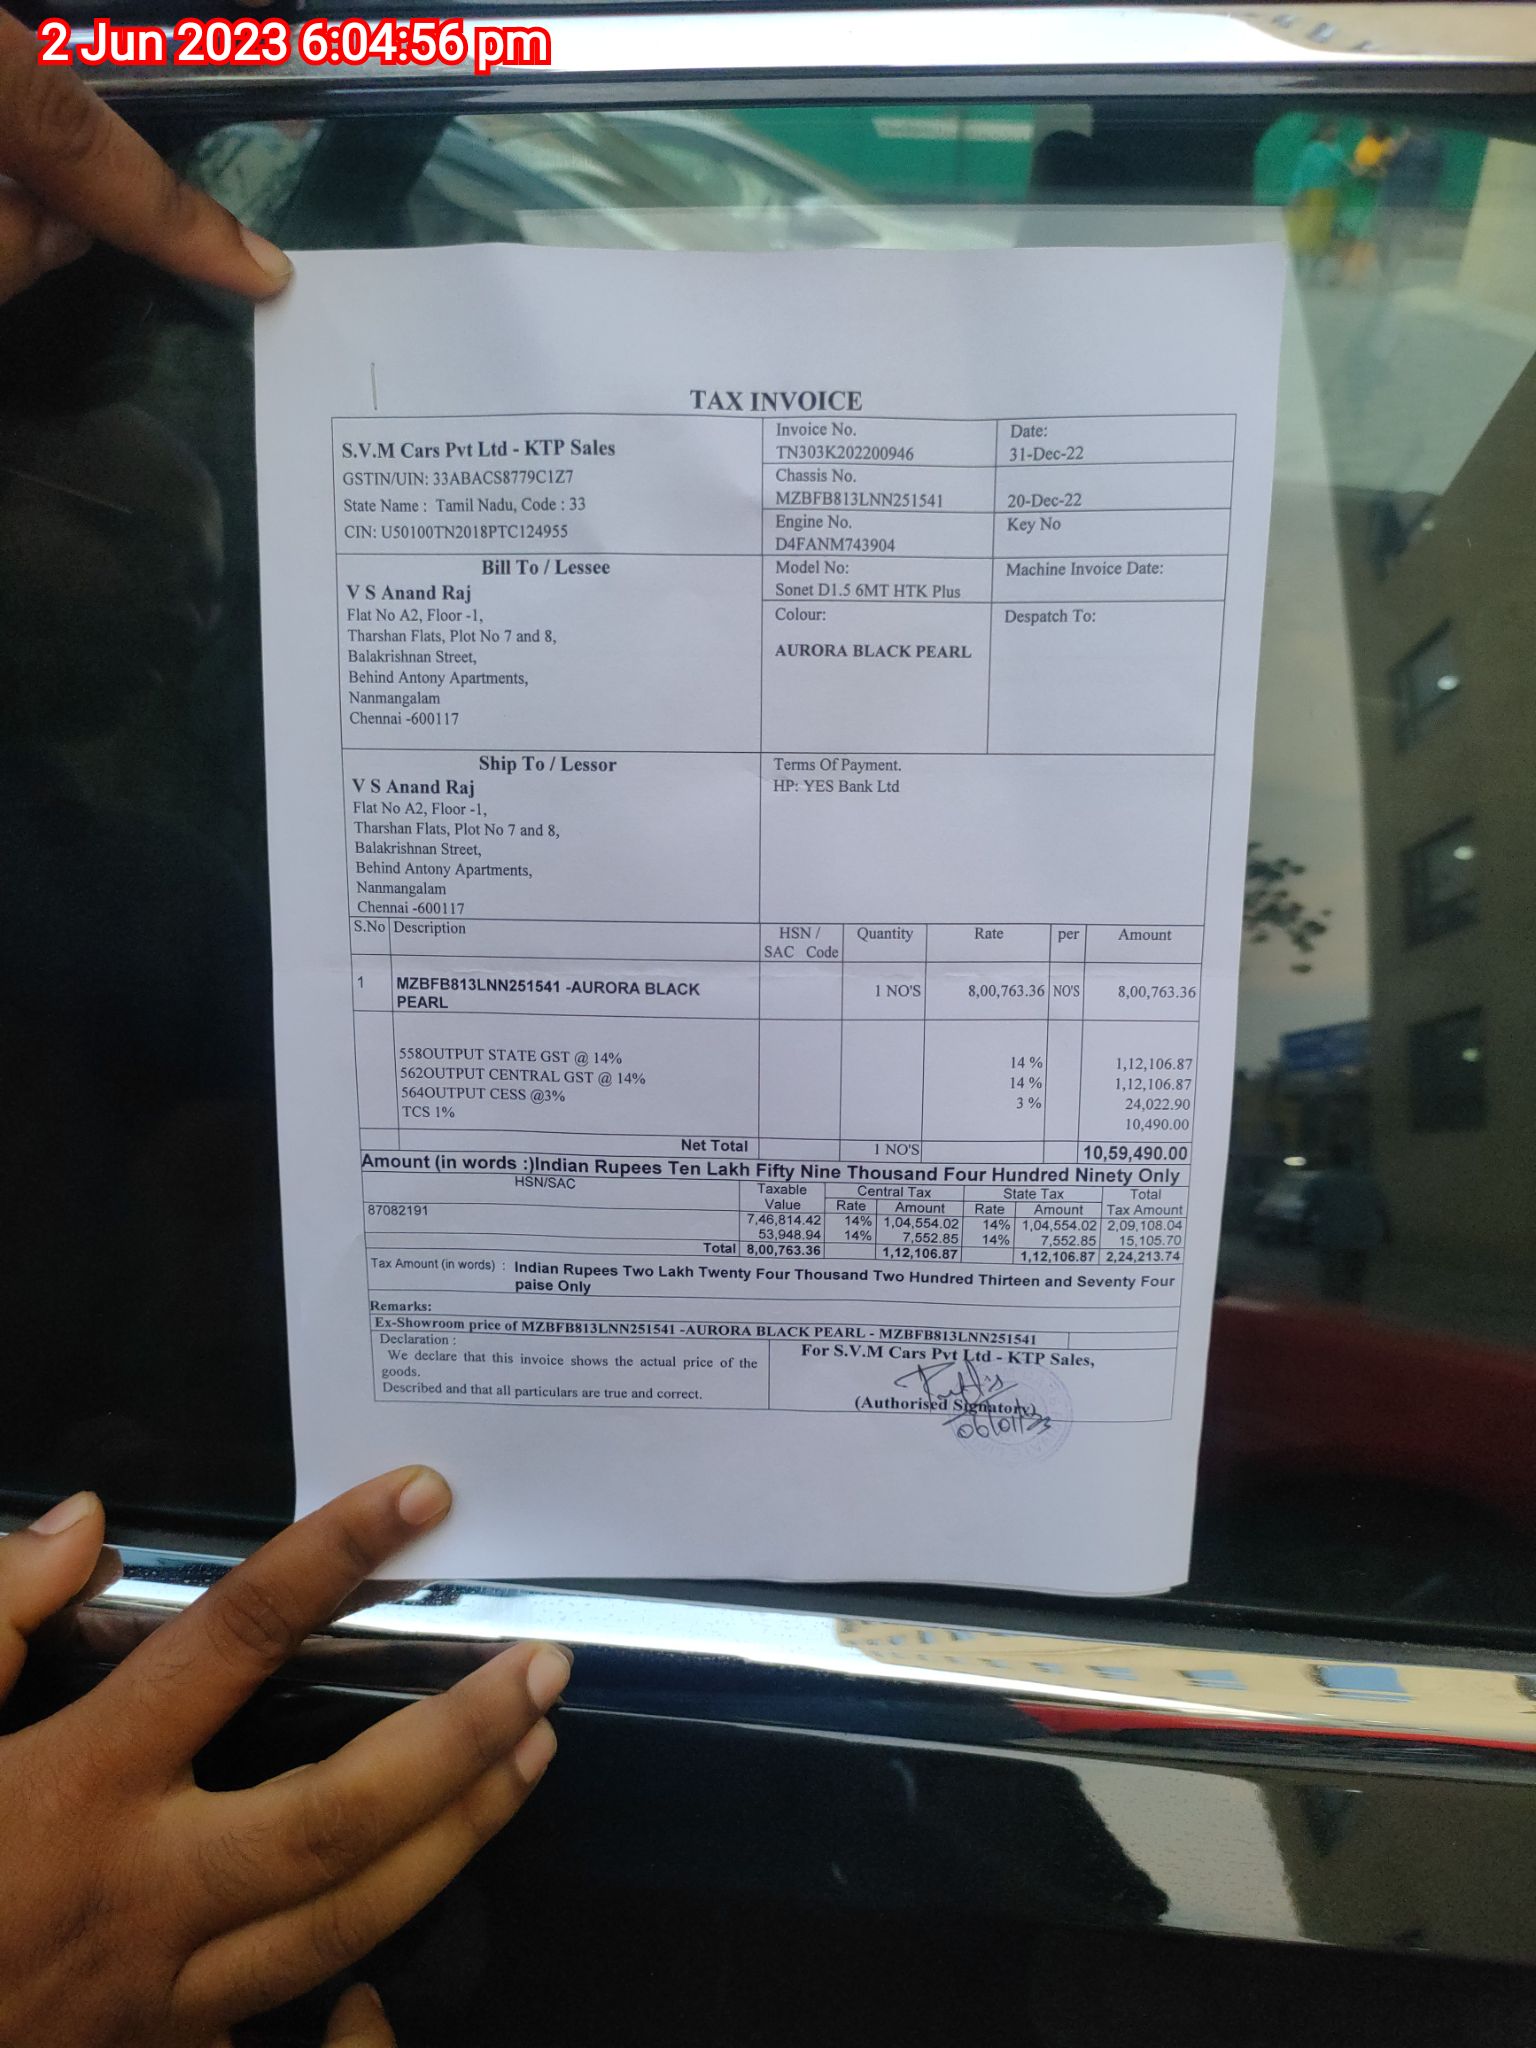 2 Jun 2023 6:04:56 pm
TAX INVOICE
S.V.M Cars Pvt Ltd - KTP Sales
GSTIN/UIN: 33ABACS8779C1Z7
State Name : Tamil Nadu, Code : 33
CIN: U50100TN2018PTC124955
Invoice No.
TN303K202200946
Date:
31-Dec-22
Chassis No.
MZBFB813LNN251541
20-Dec-22
Engine No.
D4FANM743904
Key No
Bill To / Lessee
V S Anand Raj
Flat No A2, Floor -1,
Tharshan Flats, Plot No 7 and 8,
Balakrishnan Street,
Behind Antony Apartments,
Nanmangalam
Chennai -600117
Model No:
Sonet D1.5 6MT HTK Plus
Machine Invoice Date:
Colour:
AURORA BLACK PEARL
Despatch To:
Ship To / Lessor
V S Anand Raj
Flat No A2, Floor -1,
Tharshan Flats, Plot No 7 and 8,
Balakrishnan Street,
Behind Antony Apartments,
Nanmangalam
Chennai -600117
Terms Of Payment.
HP: YES Bank Ltd
S.No Description HSN / SAC Code Quantity Rate per Amount
1 MZBFB813LNN251541 -AURORA BLACK 1 NO'S 8,00,763.36 NO'S 8,00,763.36
PEARL
558OUTPUT STATE GST @ 14% 14 % 1,12,106.87
562OUTPUT CENTRAL GST @ 14% 14 % 1,12,106.87
564OUTPUT CESS @3% 3 % 24,022.90
TCS 1% 10,490.00
Net Total 1 NO'S 10,59,490.00
Amount (in words :)Indian Rupees Ten Lakh Fifty Nine Thousand Four Hundred Ninety Only
HSN/SAC Taxable Value Central Tax State Tax Total Tax Amount
Rate Amount Rate Amount
87082191 7,46,814.42 14% 1,04,554.02 14% 1,04,554.02 2,09,108.04
53,948.94 14% 7,552.85 14% 7,552.85 15,105.70
Total 8,00,763.36 1,12,106.87 1,12,106.87 2,24,213.74
Tax Amount (in words) : Indian Rupees Two Lakh Twenty Four Thousand Two Hundred Thirteen and Seventy Four
paise Only
Remarks:
Ex-Showroom price of MZBFB813LNN251541 -AURORA BLACK PEARL - MZBFB813LNN251541
Declaration :
We declare that this invoice shows the actual price of the
goods.
Described and that all particulars are true and correct.
For S.V.M Cars Pvt Ltd - KTP Sales,
(Authorised Signatory)
06/01/23